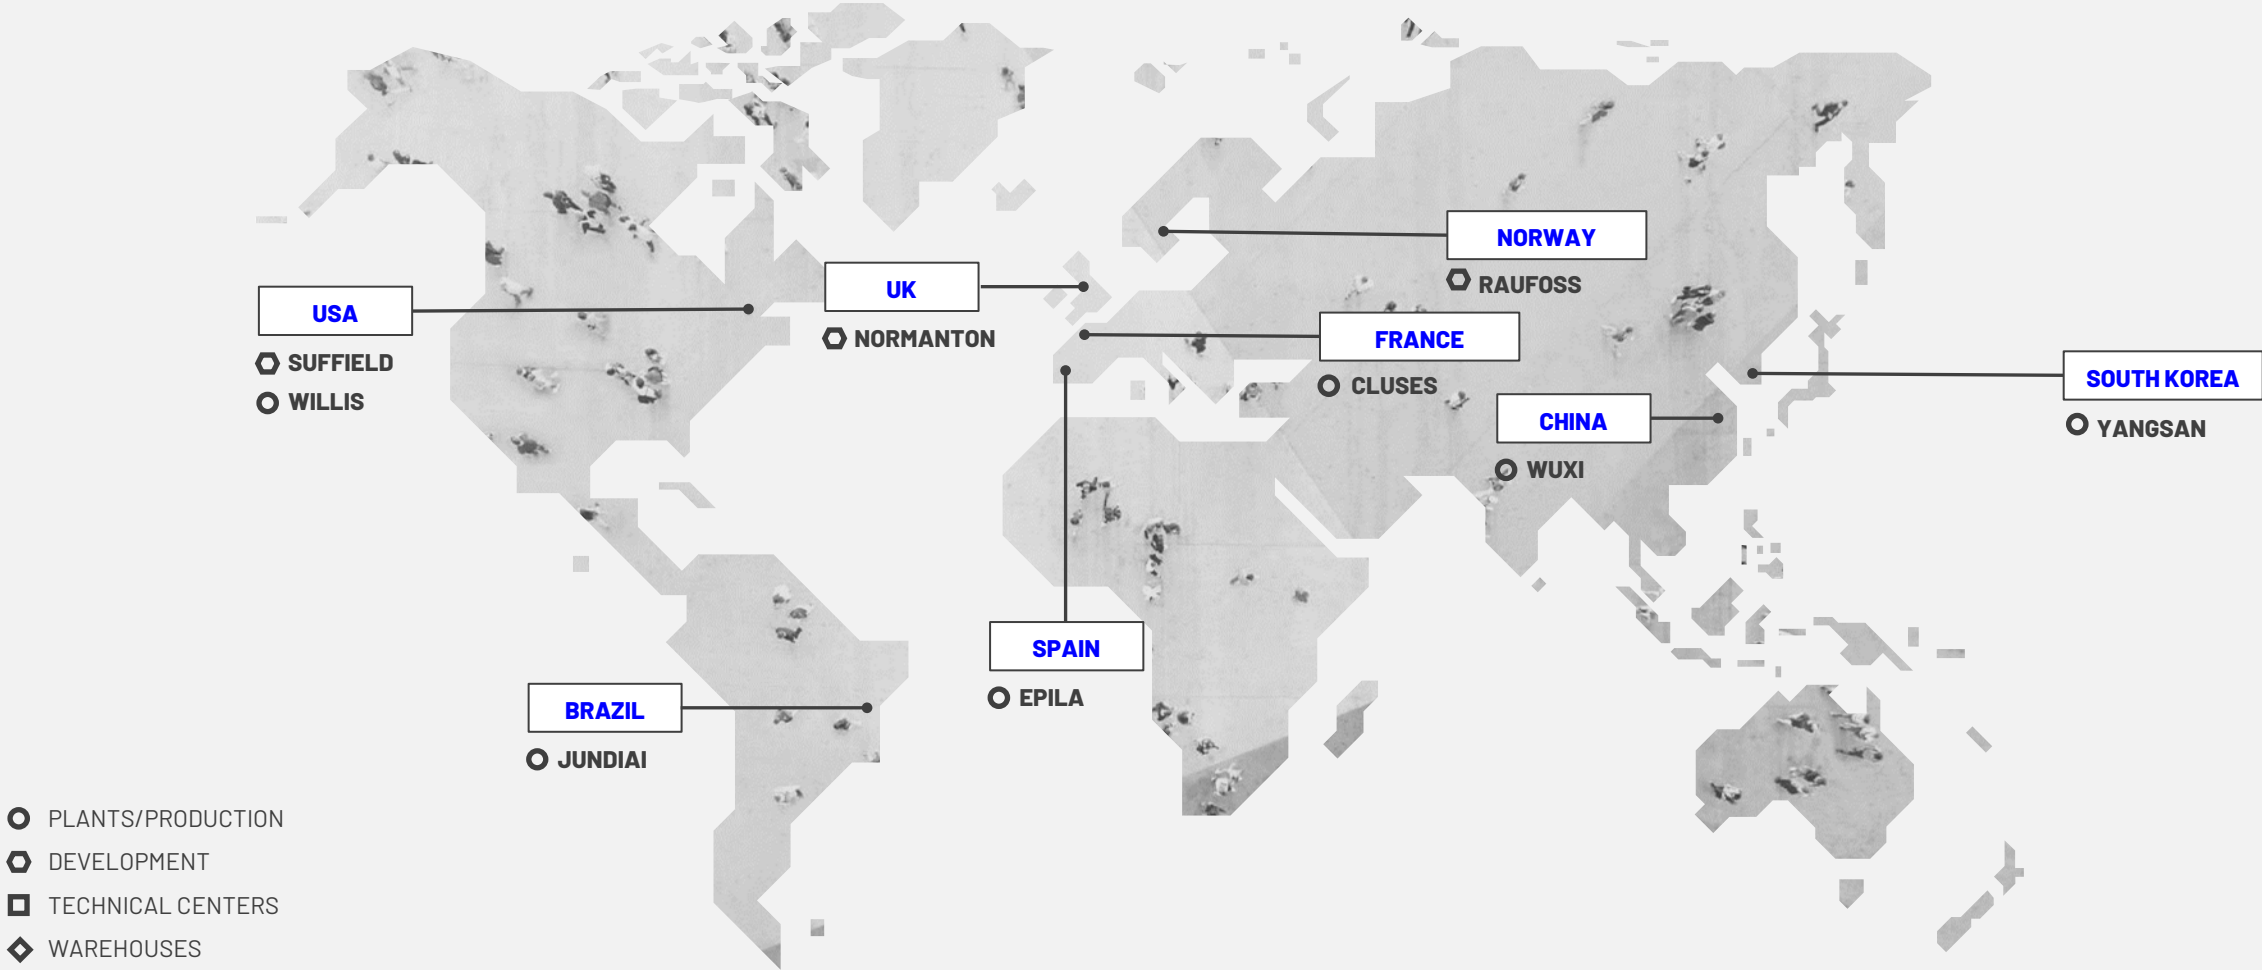 NORWAY
RAUFOSS
UK
NORMANTON
USA
SUFFIELD
WILLIS
FRANCE
CLUSES
SOUTH KOREA
YANGSAN
CHINA
WUXI
SPAIN
EPILA
BRAZIL
JUNDIAI
PLANTS/PRODUCTION
DEVELOPMENT
TECHNICAL CENTERS
WAREHOUSES